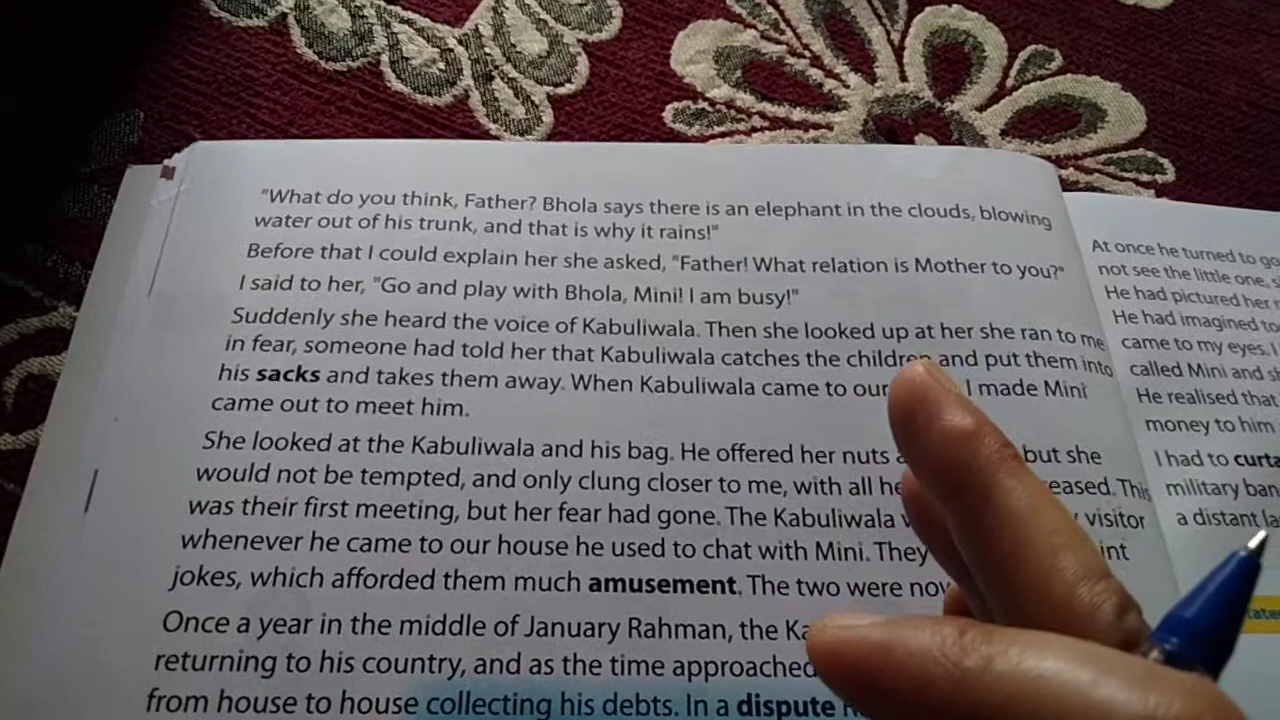 "What do you think, Father? Bhola says there is an elephant in the clouds, blowing
water out of his trunk, and that is why it rains!"
Before that I could explain her she asked, "Father! What relation is Mother to you?"
I said to her, "Go and play with Bhola, Mini! I am busy!"
Suddenly she heard the voice of Kabuliwala. Then she looked up at her she ran to me
in fear, someone had told her that Kabuliwala catches the children and put them into
his sacks and takes them away. When Kabuliwala came to our I made Mini
came out to meet him.
She looked at the Kabuliwala and his bag. He offered her nuts but she
would not be tempted, and only clung closer to me, with all eased. This
was their first meeting, but her fear had gone. The Kabuliwala visitor
whenever he came to our house he used to chat with Mini. They int
jokes, which afforded them much amusement. The two were
Once a year in the middle of January Rahman, the
returning to his country, and as the time approached
from house to house collecting his debts. In a dispute
At once he turned to go
not see the little one,
He had pictured her
He had imagined to
came to my eyes. I
called Mini and
He realised that
money to him
I had to curta
military ban
a distant la